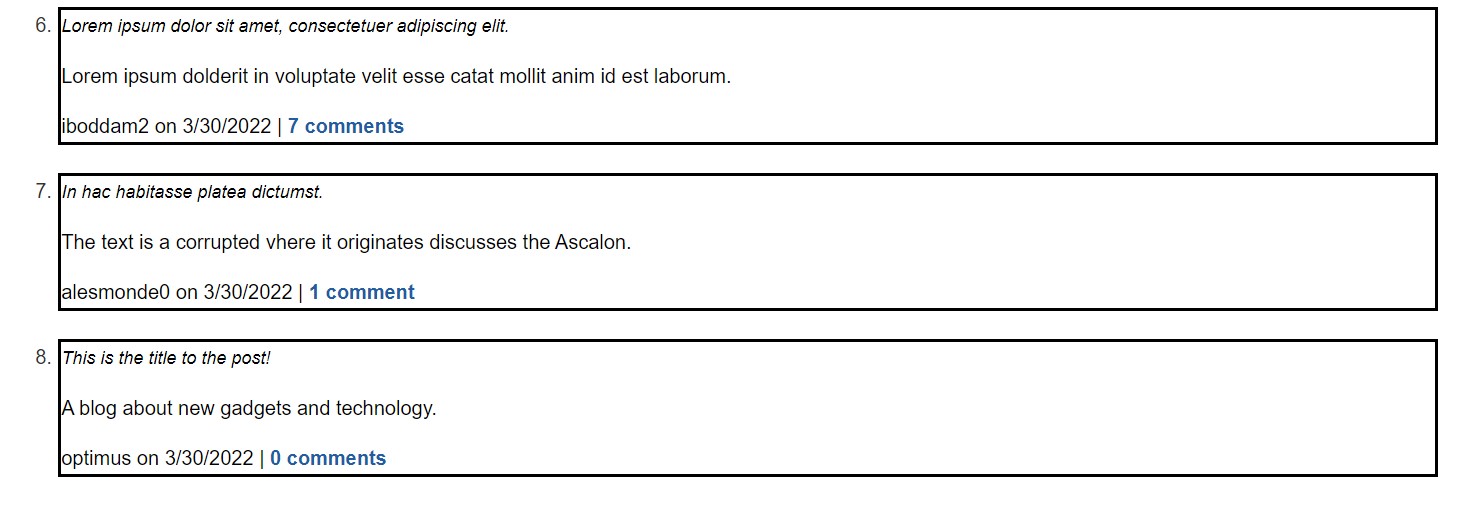 6. Lorem ipsum dolor sit amet, consectetuer adipiscing elit.
Lorem ipsum dolderit in voluptate velit esse catat mollit anim id est laborum.
iboddam2 on 3/30/2022 | 7 comments
7. In hac habitasse platea dictumst.
The text is a corrupted vhere it originates discusses the Ascalon.
alesmonde0 on 3/30/2022 | 1 comment
8. This is the title to the post!
A blog about new gadgets and technology.
optimus on 3/30/2022 | 0 comments